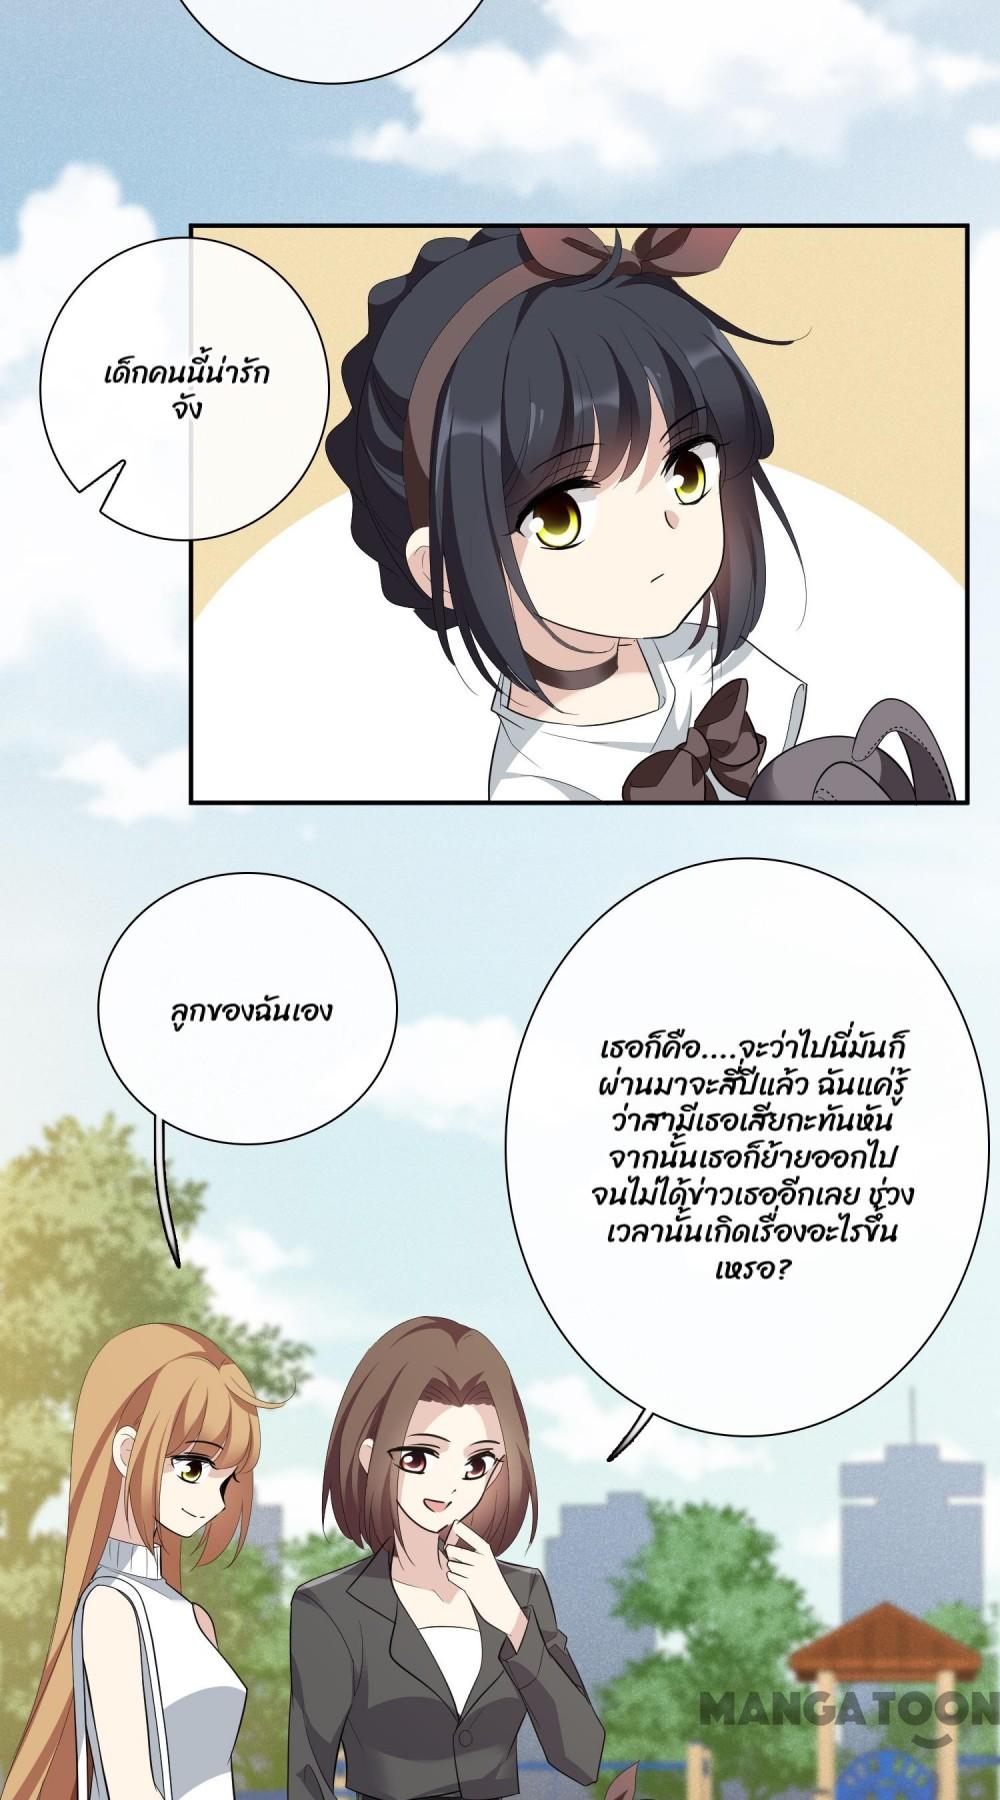 เด็กคนนี้น่ารัก
จัง
ลูกของฉันเอง
เธอก็คือ....จะว่าไปนี่มันก็
ผ่านมาจะสี่ปีแล้ว ฉันแค่รู้
ว่าสามีเธอเสียกะทันหัน
จากนั้นเธอก็ย้ายออกไป
จนไม่ได้ข่าวเธออีกเลย ช่วง
เวลานั้นเกิดเรื่องอะไรขึ้น
เหรอ?
MANGATOON